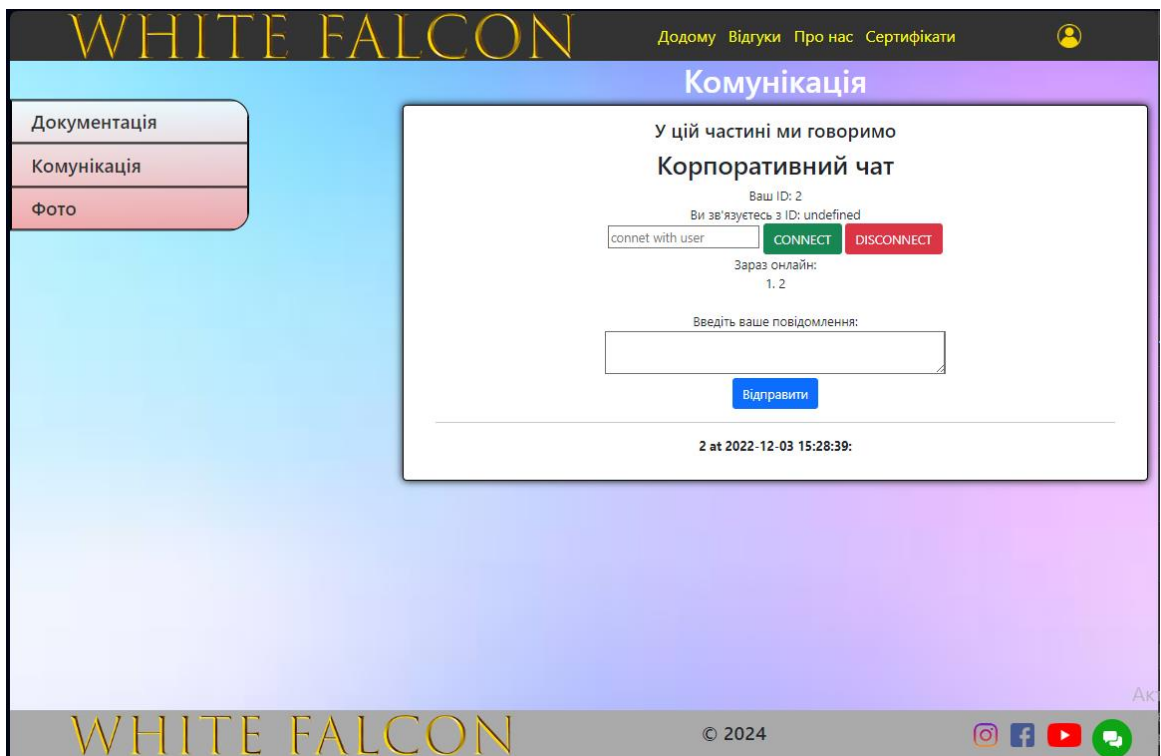 WHITE FALCON
Додому Відгуки Про нас Сертифікати
Комунікація
Документація
Комунікація
Фото
У цій частині ми говоримо
Корпоративний чат
Ваш ID: 2
Ви зв'язуєтесь з ID: undefined
connet with user CONNECT DISCONNECT
Зараз онлайн:
1. 2
Введіть ваше повідомлення:
Відправити
2 at 2022-12-03 15:28:39:
Ак
WHITE FALCON © 2024